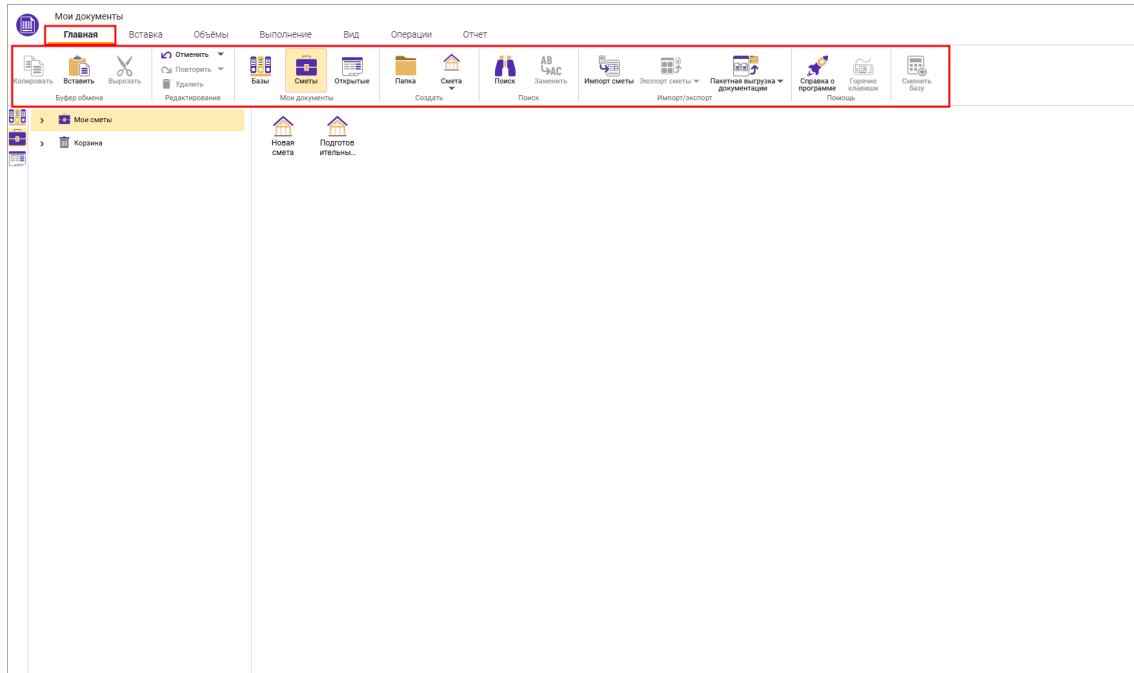 Мои документы
Главная Вставка Объёмы Выполнение Вид Операции Отчет
Копировать Вставить Вырезать
Буфер обмена
Отменить
Повторить
Удалить
Редактирование
Базы Сметы Открытые
Мои документы
Папка Смета
Создать
AB
AC
Поиск Заменить
Поиск
Импорт сметы Экспорт сметы Пакетная выгрузка
документации
Импорт/экспорт
Справка о
программе
Горячие
клавиши
Помощь
Сменить
базу
Мои сметы
Корзина
Новая
смета
Подготов
ительны...